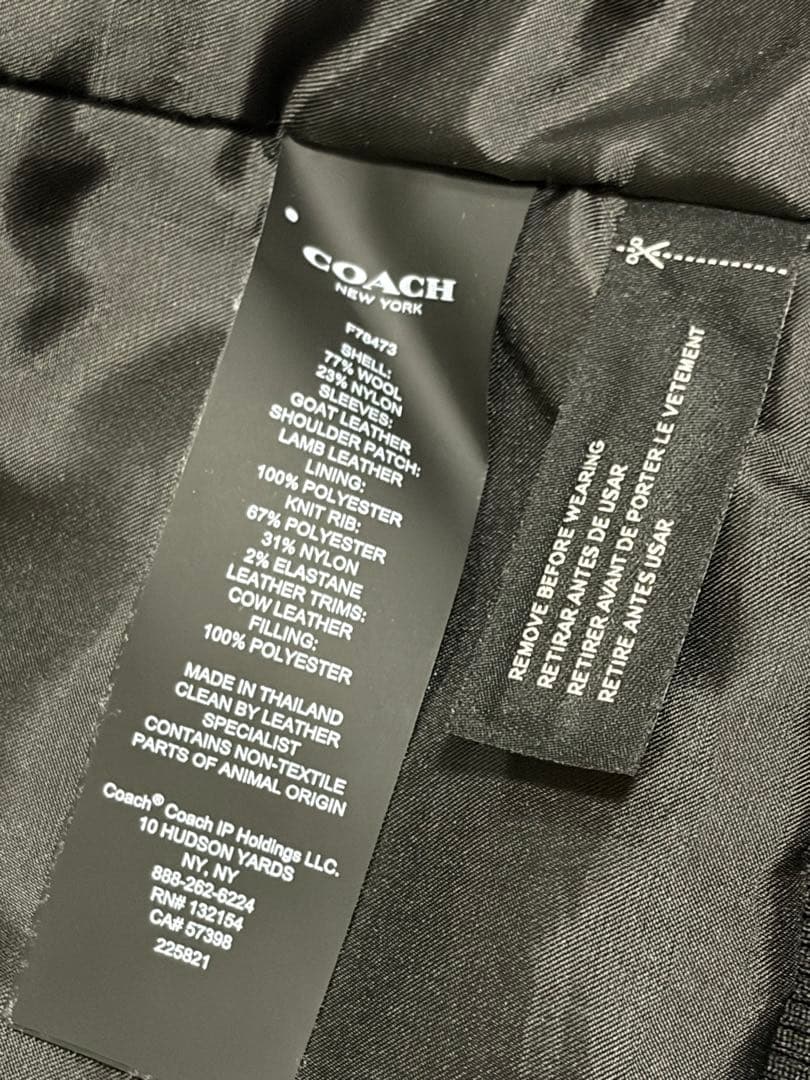 COACH
NEW YORK
F76473
SHELL:
77% WOOL
23% NYLON
SLEEVES:
GOAT LEATHER
SHOULDER PATCH:
LAMB LEATHER
LINING:
100% POLYESTER
KNIT RIB:
67% POLYESTER
31% NYLON
2% ELASTANE
LEATHER TRIMS:
COW LEATHER
FILLING:
100% POLYESTER
MADE IN THAILAND
CLEAN BY LEATHER
SPECIALIST
CONTAINS NON-TEXTILE
PARTS OF ANIMAL ORIGIN
Coach® Coach IP Holdings LLC.
10 HUDSON YARDS
NY, NY
888-262-6224
RN# 132154
CA# 57398
225821
REMOVE BEFORE WEARING
RETIRAR ANTES DE USAR
RETIRER AVANT DE PORTER LE VETEMENT
RETIRE ANTES USAR